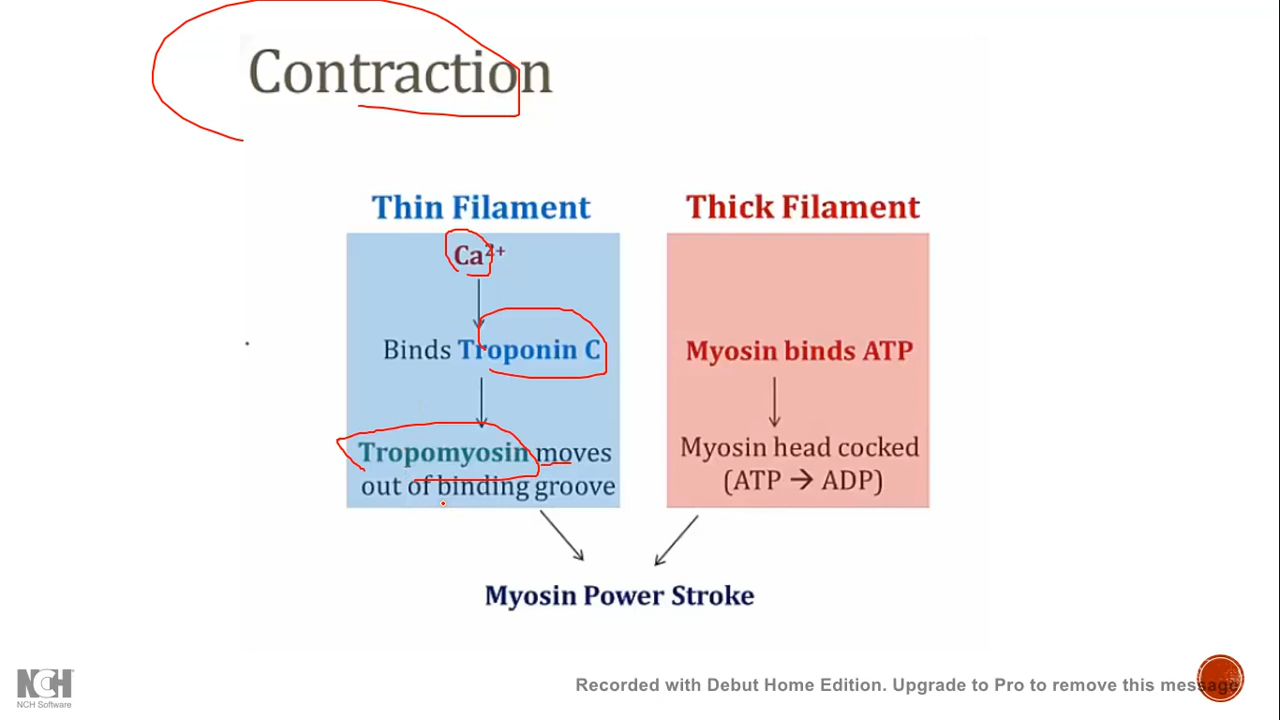 Contraction
Thin Filament
Ca²⁺
Binds Troponin C
Tropomyosin moves
out of binding groove
Thick Filament
Myosin binds ATP
Myosin head cocked
(ATP → ADP)
Myosin Power Stroke
NCH
NCH Software
Recorded with Debut Home Edition. Upgrade to Pro to remove this message